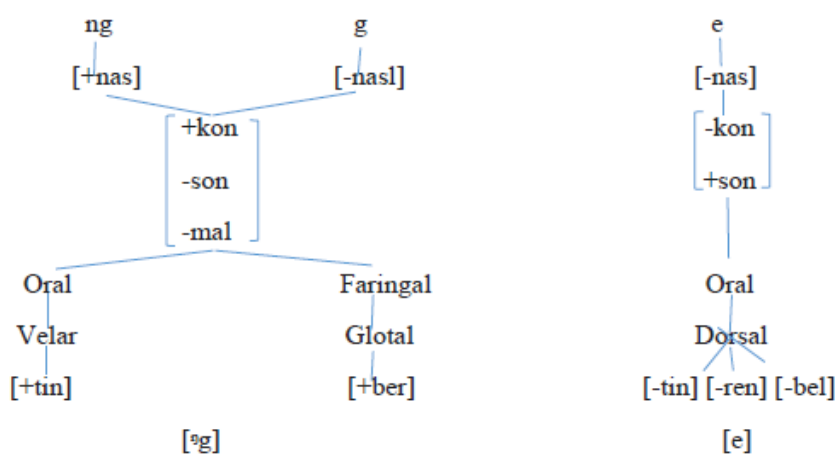 ng g e
[+nas] [-nasl] [-nas]
+kon -kon
-son +son
-mal
Oral Faringal Oral
Velar Glotal Dorsal
[+tin] [+ber] [-tin] [-ren] [-bel]
[ᵑg] [e]